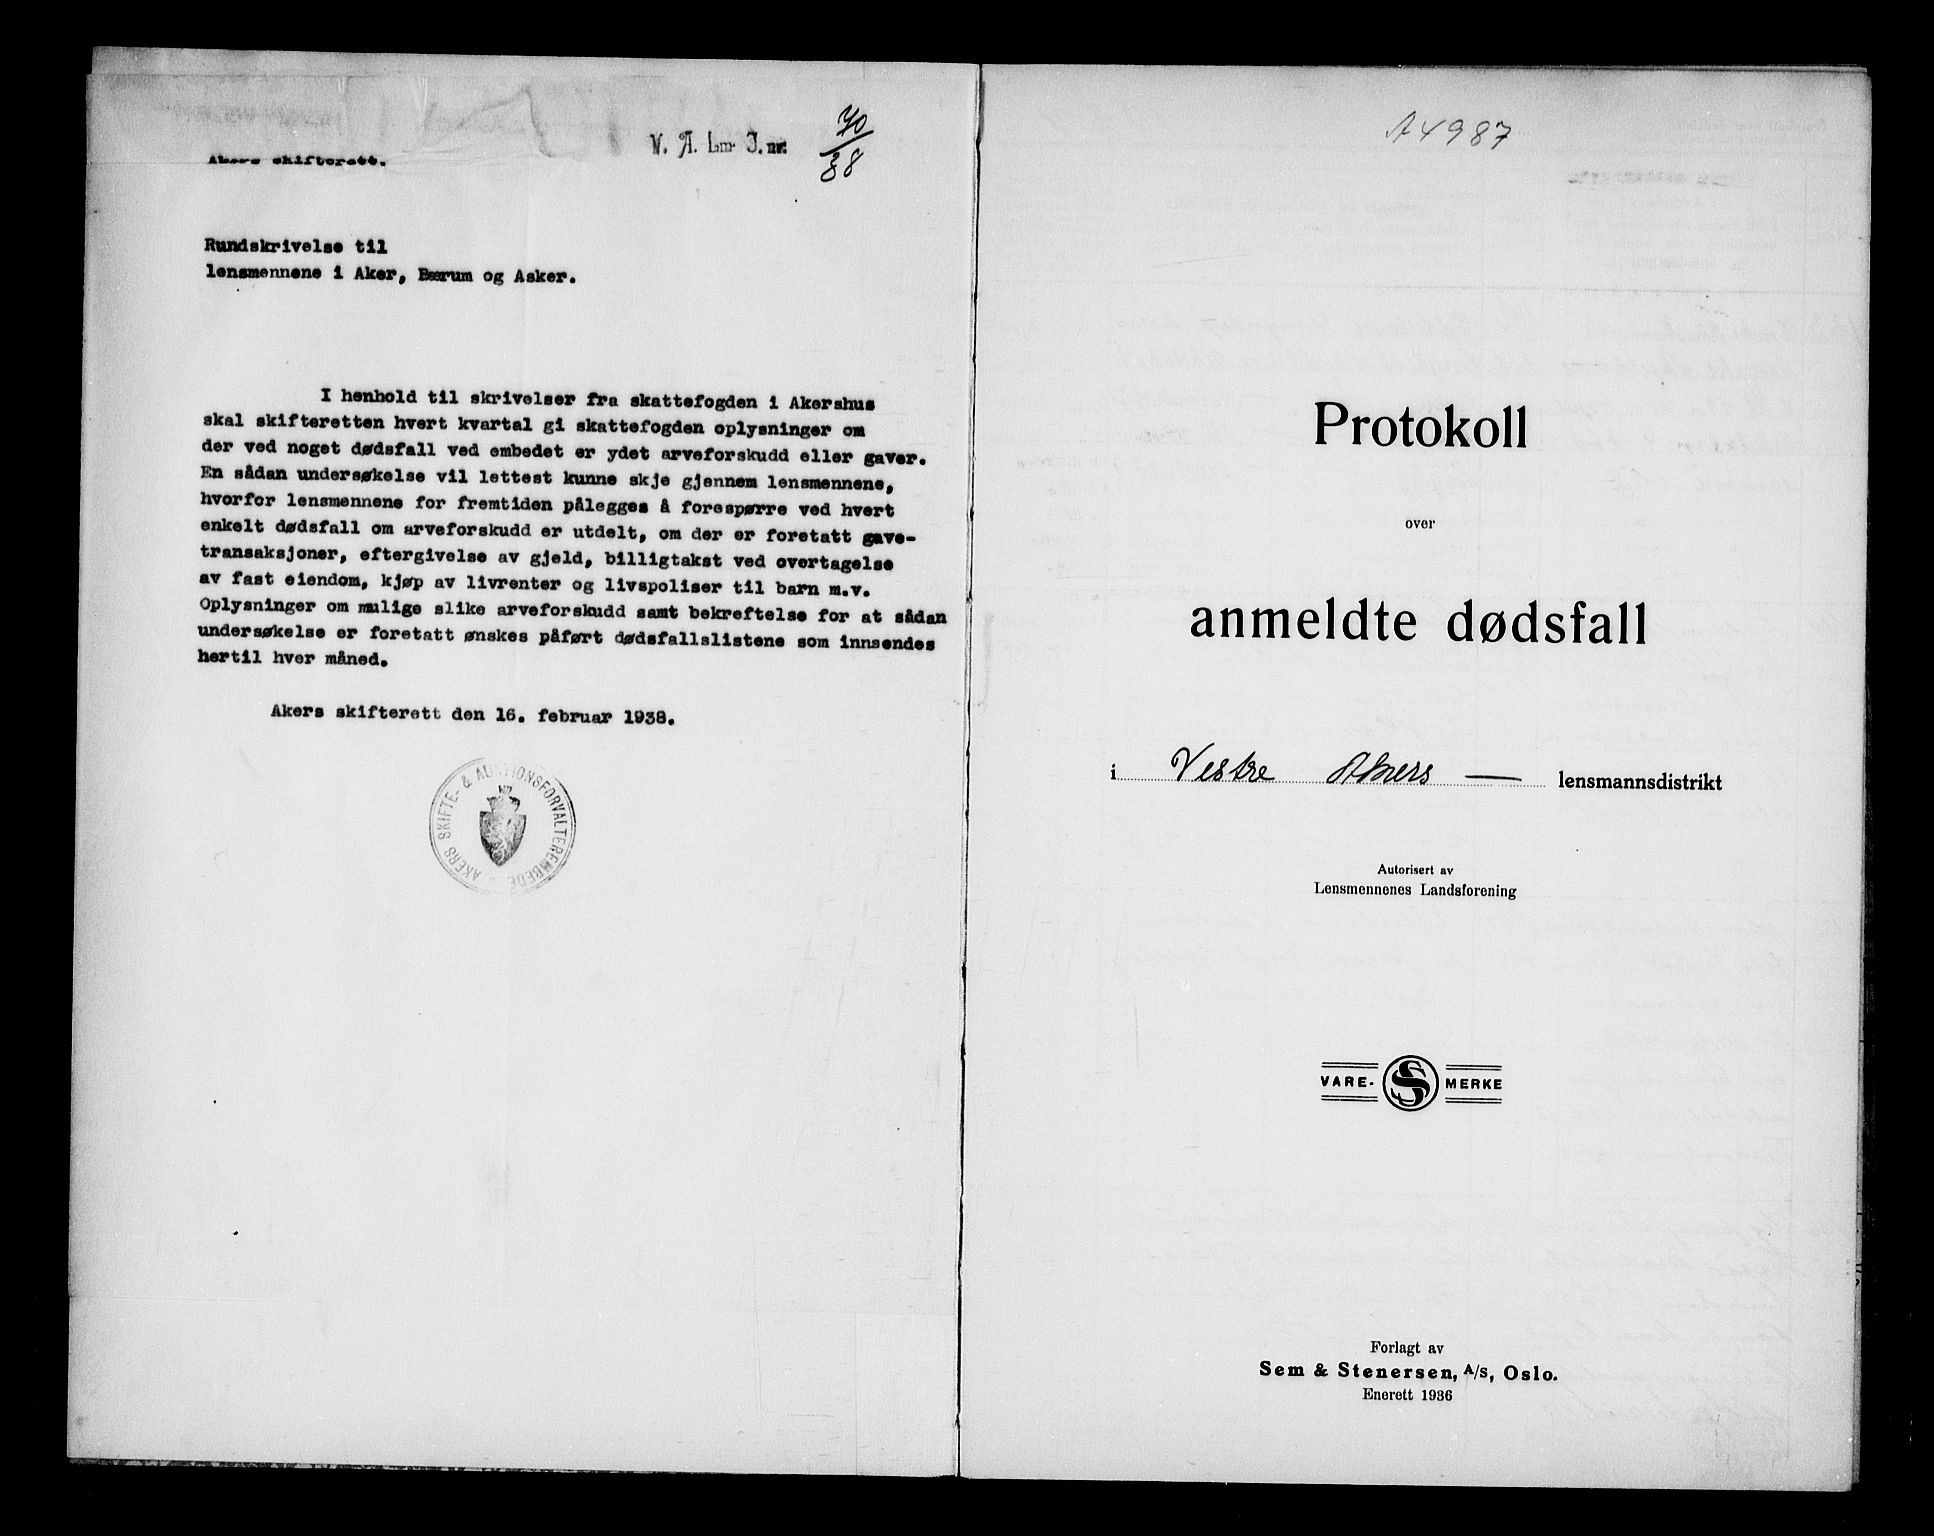 V. A. Lm. J.nr. 70/38
Akers skifterett.
Rundskrivelse til
lensmennene i Aker, Bærum og Asker.
I henhold til skrivelser fra skattefogden i Akershus
skal skifteretten hvert kvartal gi skattefogden oplysninger om
der ved noget dødsfall ved embedet er ydet arveforskudd eller gaver.
En sådan undersøkelse vil lettest kunne skje gjennem lensmennene,
hvorfor lensmennene for fremtiden pålegges å forespørre ved hvert
enkelt dødsfall om arveforskudd er utdelt, om der er foretatt gave-
transaksjoner, eftergivelse av gjeld, billigtakst ved overtagelse
av fast eiendom, kjøp av livrenter og livspoliser til barn m.v.
Oplysninger om mulige slike arveforskudd samt bekreftelse for at sådan
undersøkelse er foretatt ønskes påført dødsfallslistene som innsendes
hertil hver måned.
Akers skifterett den 16. februar 1938.
AKERS SKIFTE- & AUKTIONSFORVALTEREMBEDE
A 4987
Protokoll
over
anmeldte dødsfall
i Vestre Akers — lensmannsdistrikt
Autorisert av
Lensmennenes Landsforening
VARE- SS MERKE
Forlagt av
Sem & Stenersen, A/S, Oslo.
Enerett 1936